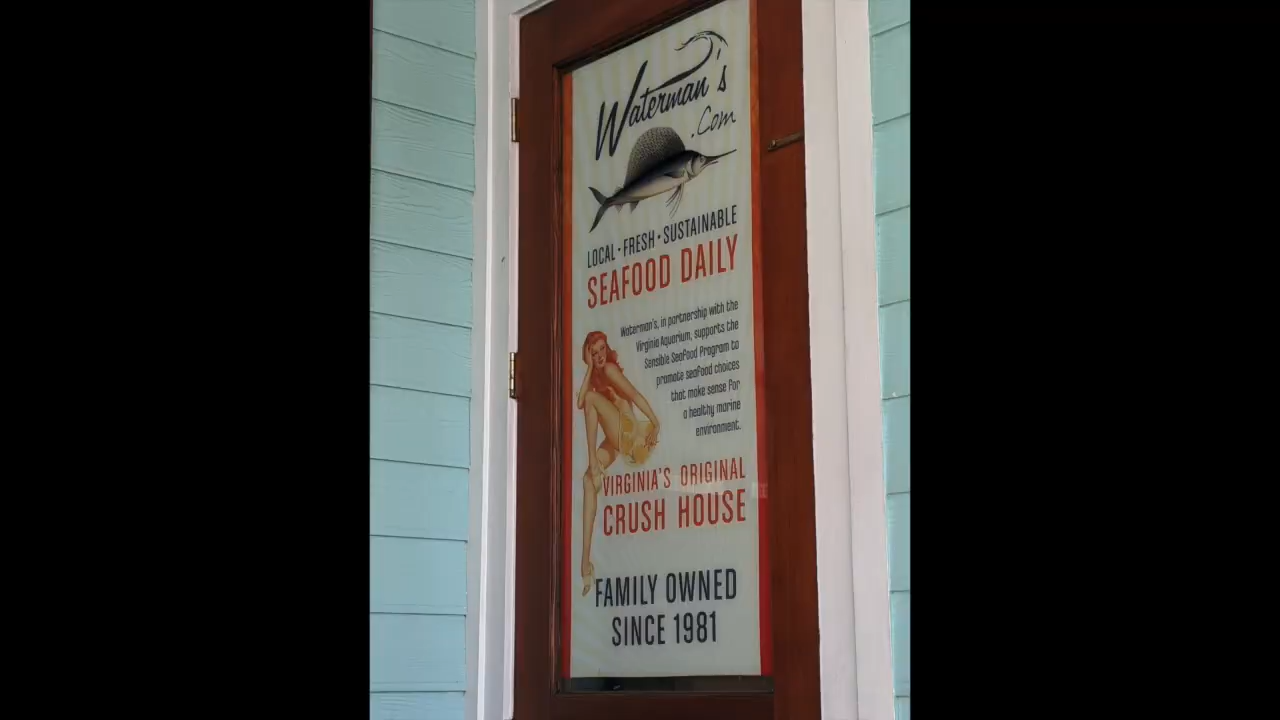 Waterman's
.Com
LOCAL · FRESH · SUSTAINABLE
SEAFOOD DAILY
Waterman's, in partnership with the
Virginia Aquarium, supports the
Sensible Seafood Program to
promote seafood choices
that make sense for
a healthy marine
environment.
VIRGINIA'S ORIGINAL
CRUSH HOUSE
FAMILY OWNED
SINCE 1981